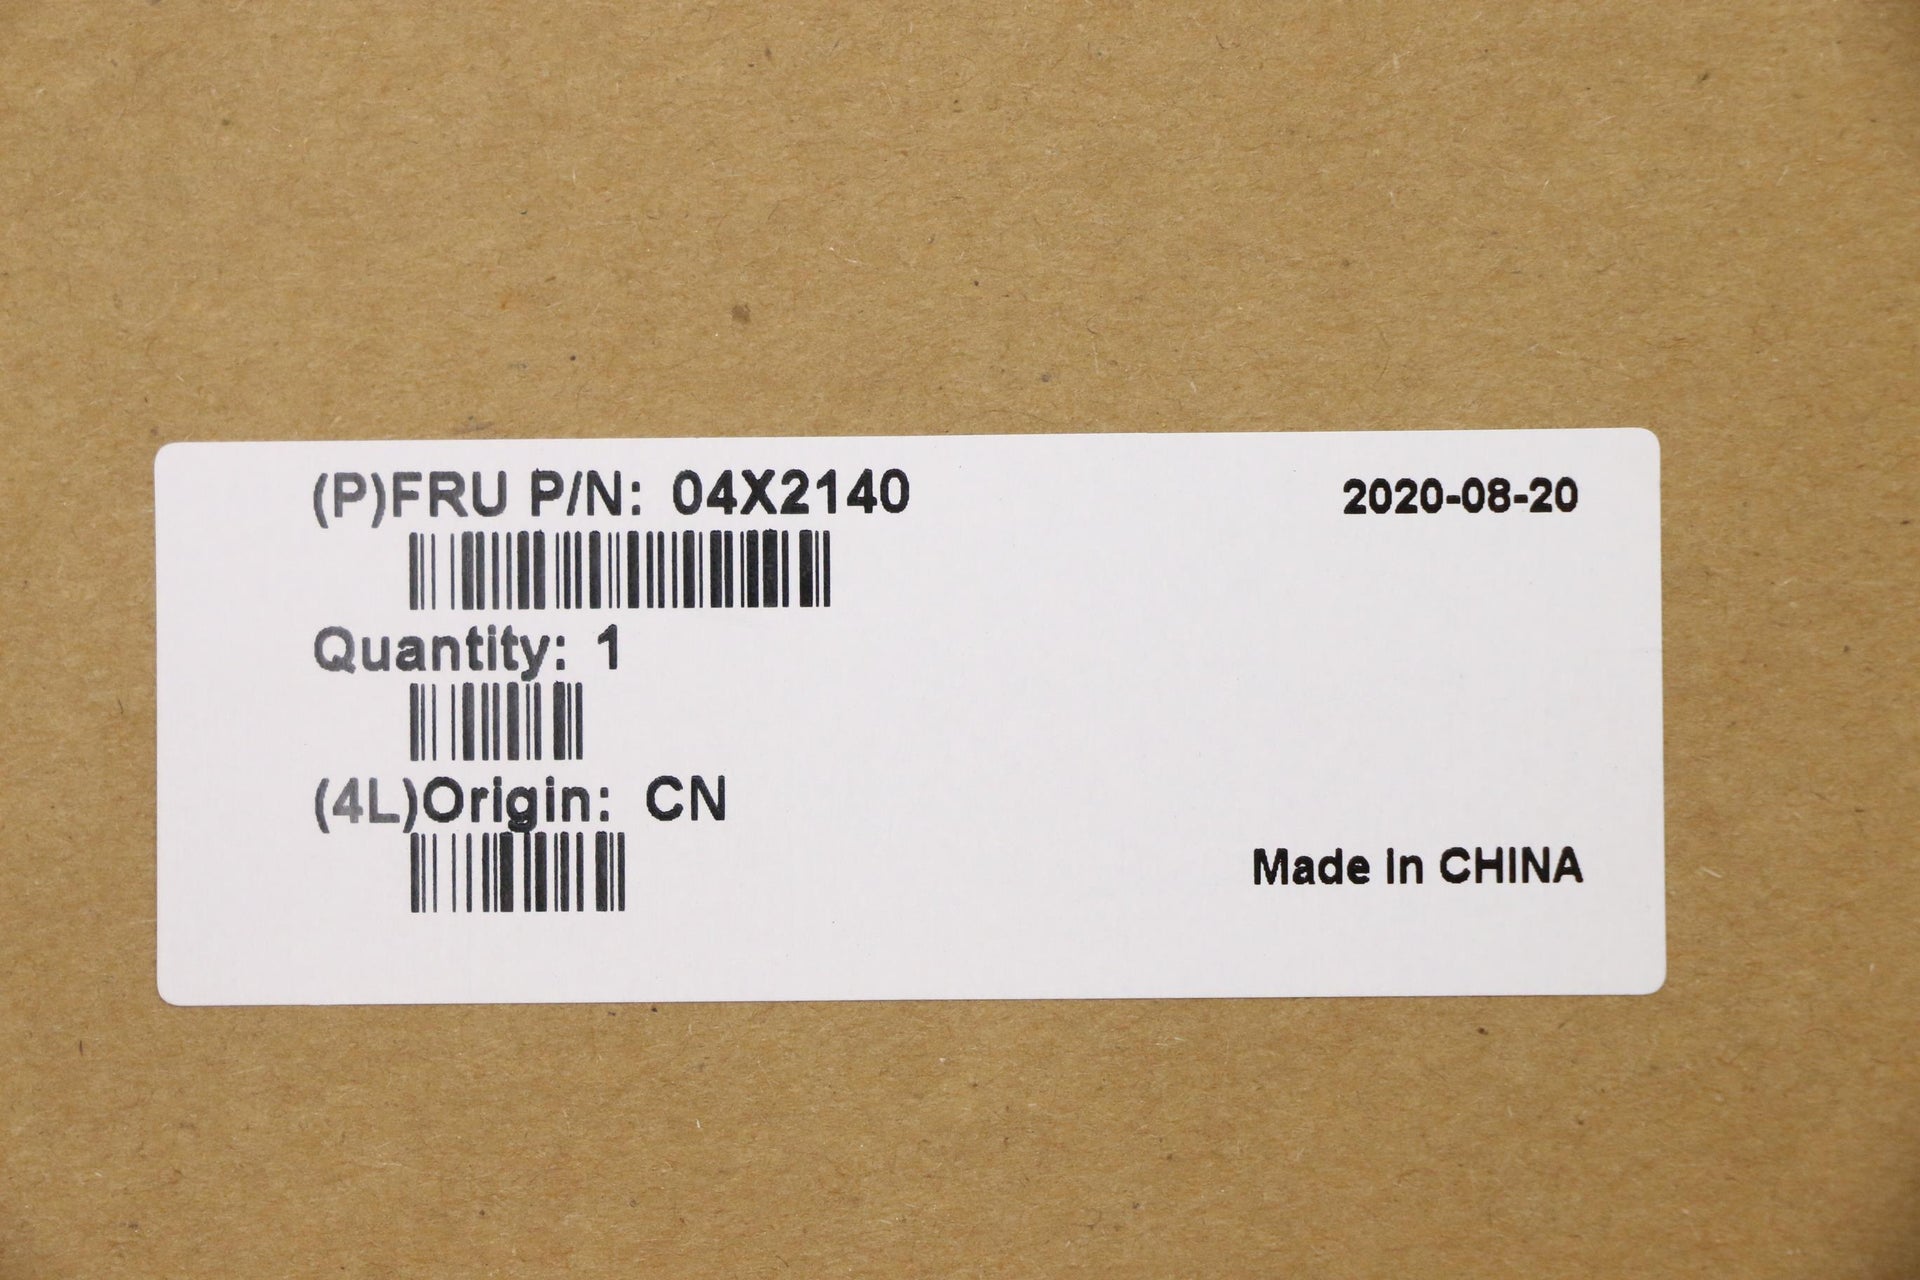 (P)FRU P/N: 04X2140
2020-08-20
Quantity: 1
(4L)Origin: CN
Made in CHINA